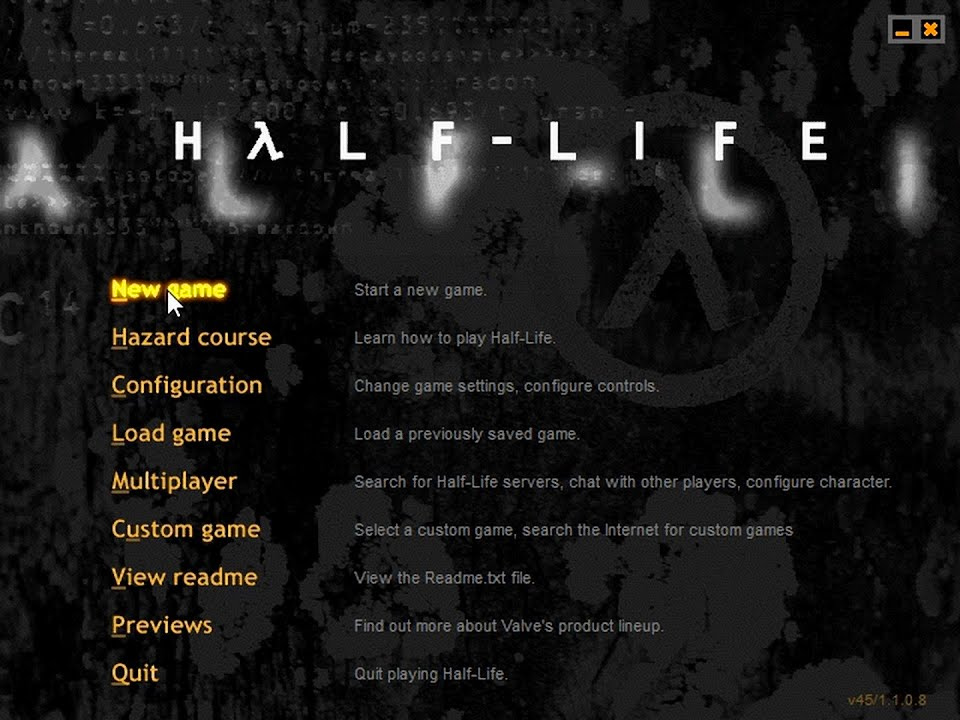 HλLF-LIFE
New game Start a new game.
Hazard course Learn how to play Half-Life.
Configuration Change game settings, configure controls.
Load game Load a previously saved game.
Multiplayer Search for Half-Life servers, chat with other players, configure character.
Custom game Select a custom game, search the Internet for custom games
View readme View the Readme.txt file.
Previews Find out more about Valve's product lineup.
Quit Quit playing Half-Life.
v45/1.1.0.8